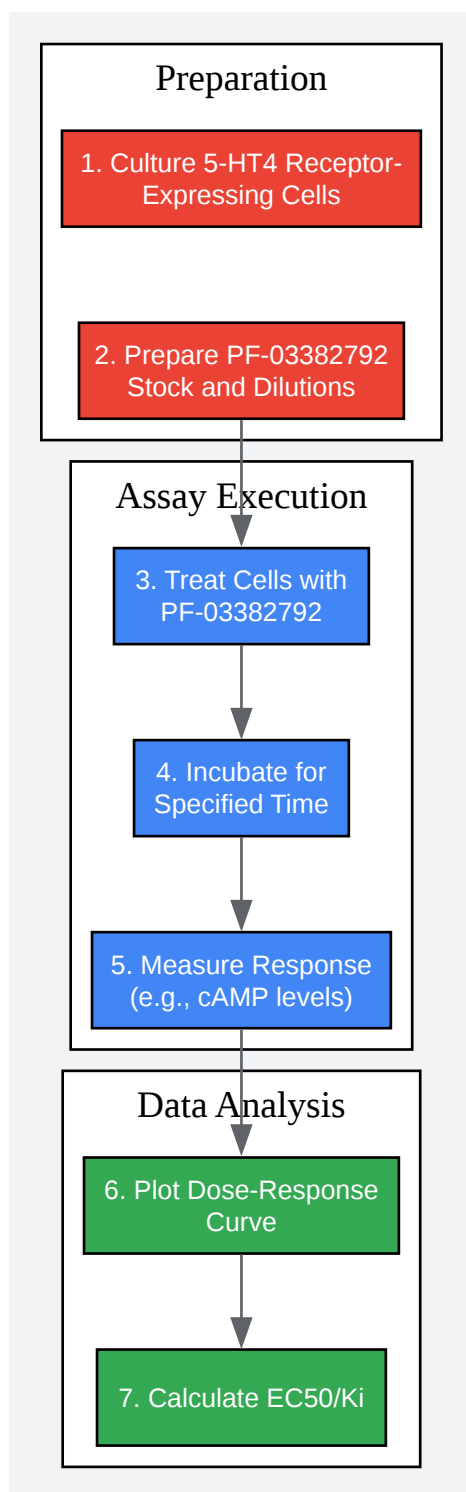 Preparation
1. Culture 5-HT4 Receptor-
Expressing Cells
2. Prepare PF-03382792
Stock and Dilutions
Assay Execution
3. Treat Cells with
PF-03382792
4. Incubate for
Specified Time
5. Measure Response
(e.g., cAMP levels)
Data Analysis
6. Plot Dose-Response
Curve
7. Calculate EC50/Ki